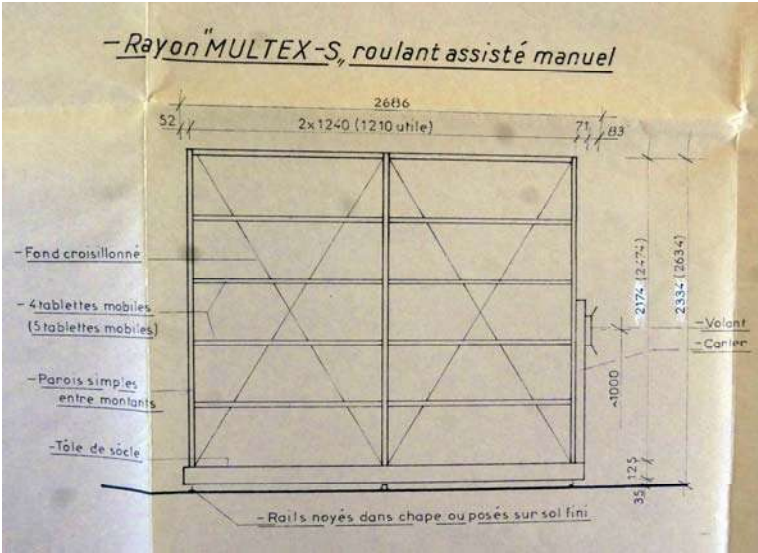 -Rayon "MULTEX-S„ roulant assisté manuel
2686
52
2x1240 (1210 utile)
71
83
-Fond croisillonné
-4 tablettes mobiles
(5 tablettes mobiles)
-Parois simples
entre montants
-Tôle de socle
2174 (2474)
2334 (2634)
-Volant
-Carter
~1000
125
35
-Rails noyés dans chape ou posés sur sol fini